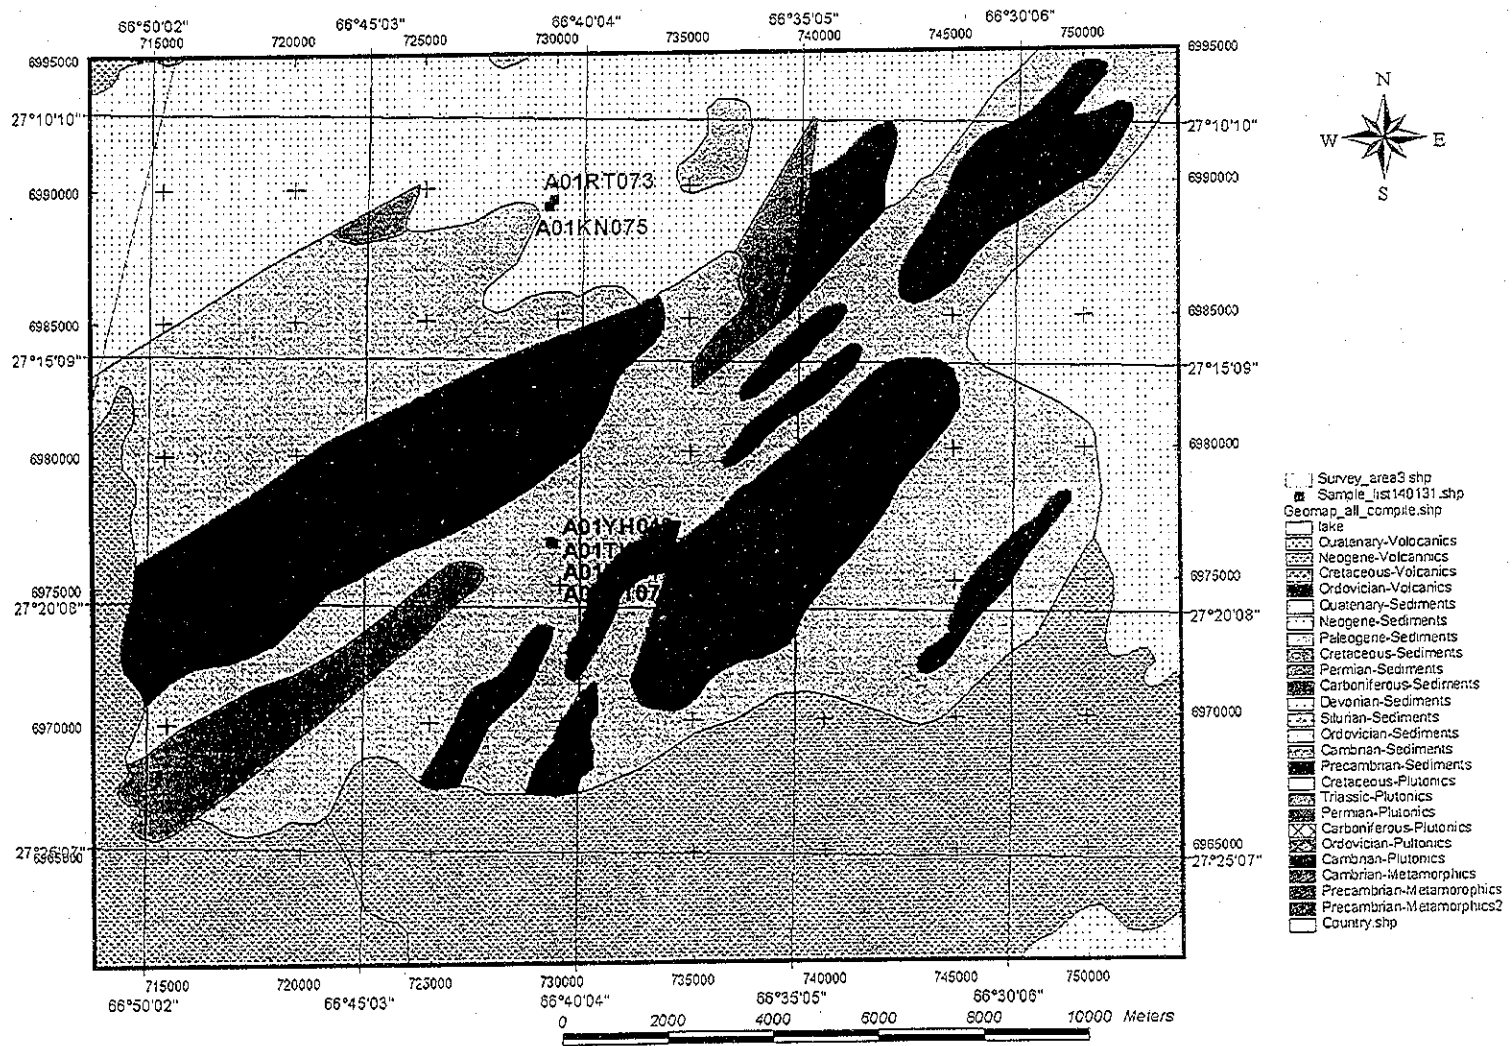 66°50'02" 66°45'03" 66°40'04" 66°35'05" 66°30'06"
715000 720000 725000 730000 735000 740000 745000 750000
6995000 6995000
27°10'10" 27°10'10"
6990000 A01RT073 6990000
A01KN075
6985000 6985000
27°15'09" 27°15'09"
6980000 6980000
6975000 6975000
27°20'08" 27°20'08"
6970000 6970000
6965000 6965000
27°25'07"
715000 720000 725000 730000 735000 740000 745000 750000
66°50'02" 66°45'03" 66°40'04" 66°35'05" 66°30'06"
0 2000 4000 6000 8000 10000 Meters
N
W E
S
Survey_area3.shp
Sample_list140131.shp
Geomap_all_compile.shp
lake
Quatenary-Volocanics
Neogene-Volcannics
Cretaceous-Volcanics
Ordovician-Volcanics
Quatenary-Sediments
Neogene-Sediments
Paleogene-Sediments
Cretaceous-Sediments
Permian-Sediments
Carboniferous-Sediments
Devonian-Sediments
Silurian-Sediments
Ordovician-Sediments
Cambrian-Sediments
Precambrian-Sediments
Cretaceous-Plutonics
Triassic-Plutonics
Permian-Plutonics
Carboniferous-Plutonics
Ordovician-Pultonics
Cambrian-Plutonics
Cambrian-Metamorphics
Precambrian-Metamorophics
Precambrian-Metamorphics2
Country.shp